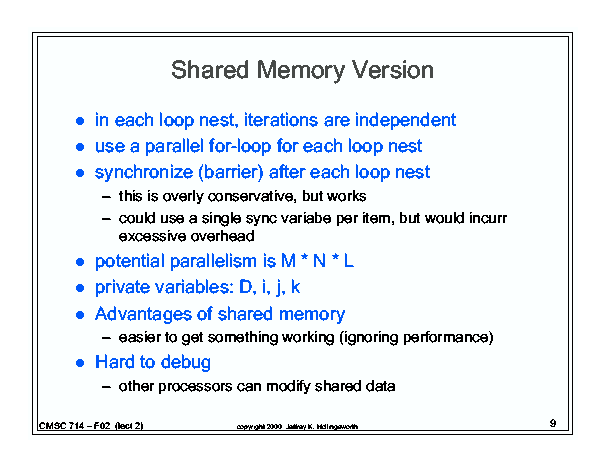 Shared Memory Version
● in each loop nest, iterations are independent
● use a parallel for-loop for each loop nest
● synchronize (barrier) after each loop nest
– this is overly conservative, but works
– could use a single sync variabe per item, but would incurr
excessive overhead
● potential parallelism is M * N * L
● private variables: D, i, j, k
● Advantages of shared memory
– easier to get something working (ignoring performance)
● Hard to debug
– other processors can modify shared data
CMSC 714 – F02 (lect 2)
copyright 2000 Jeffrey K. Hollingsworth
9